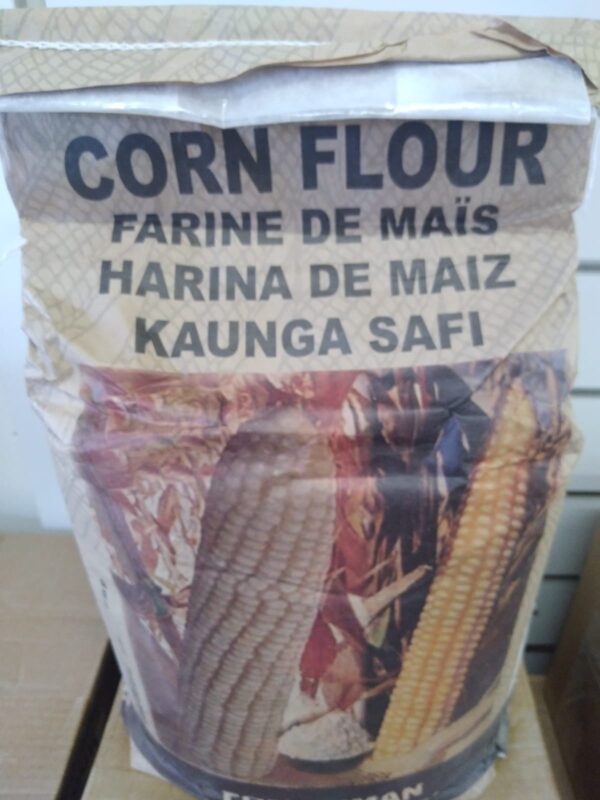 CORN FLOUR
FARINE DE MAÏS
HARINA DE MAIZ
KAUNGA SAFI